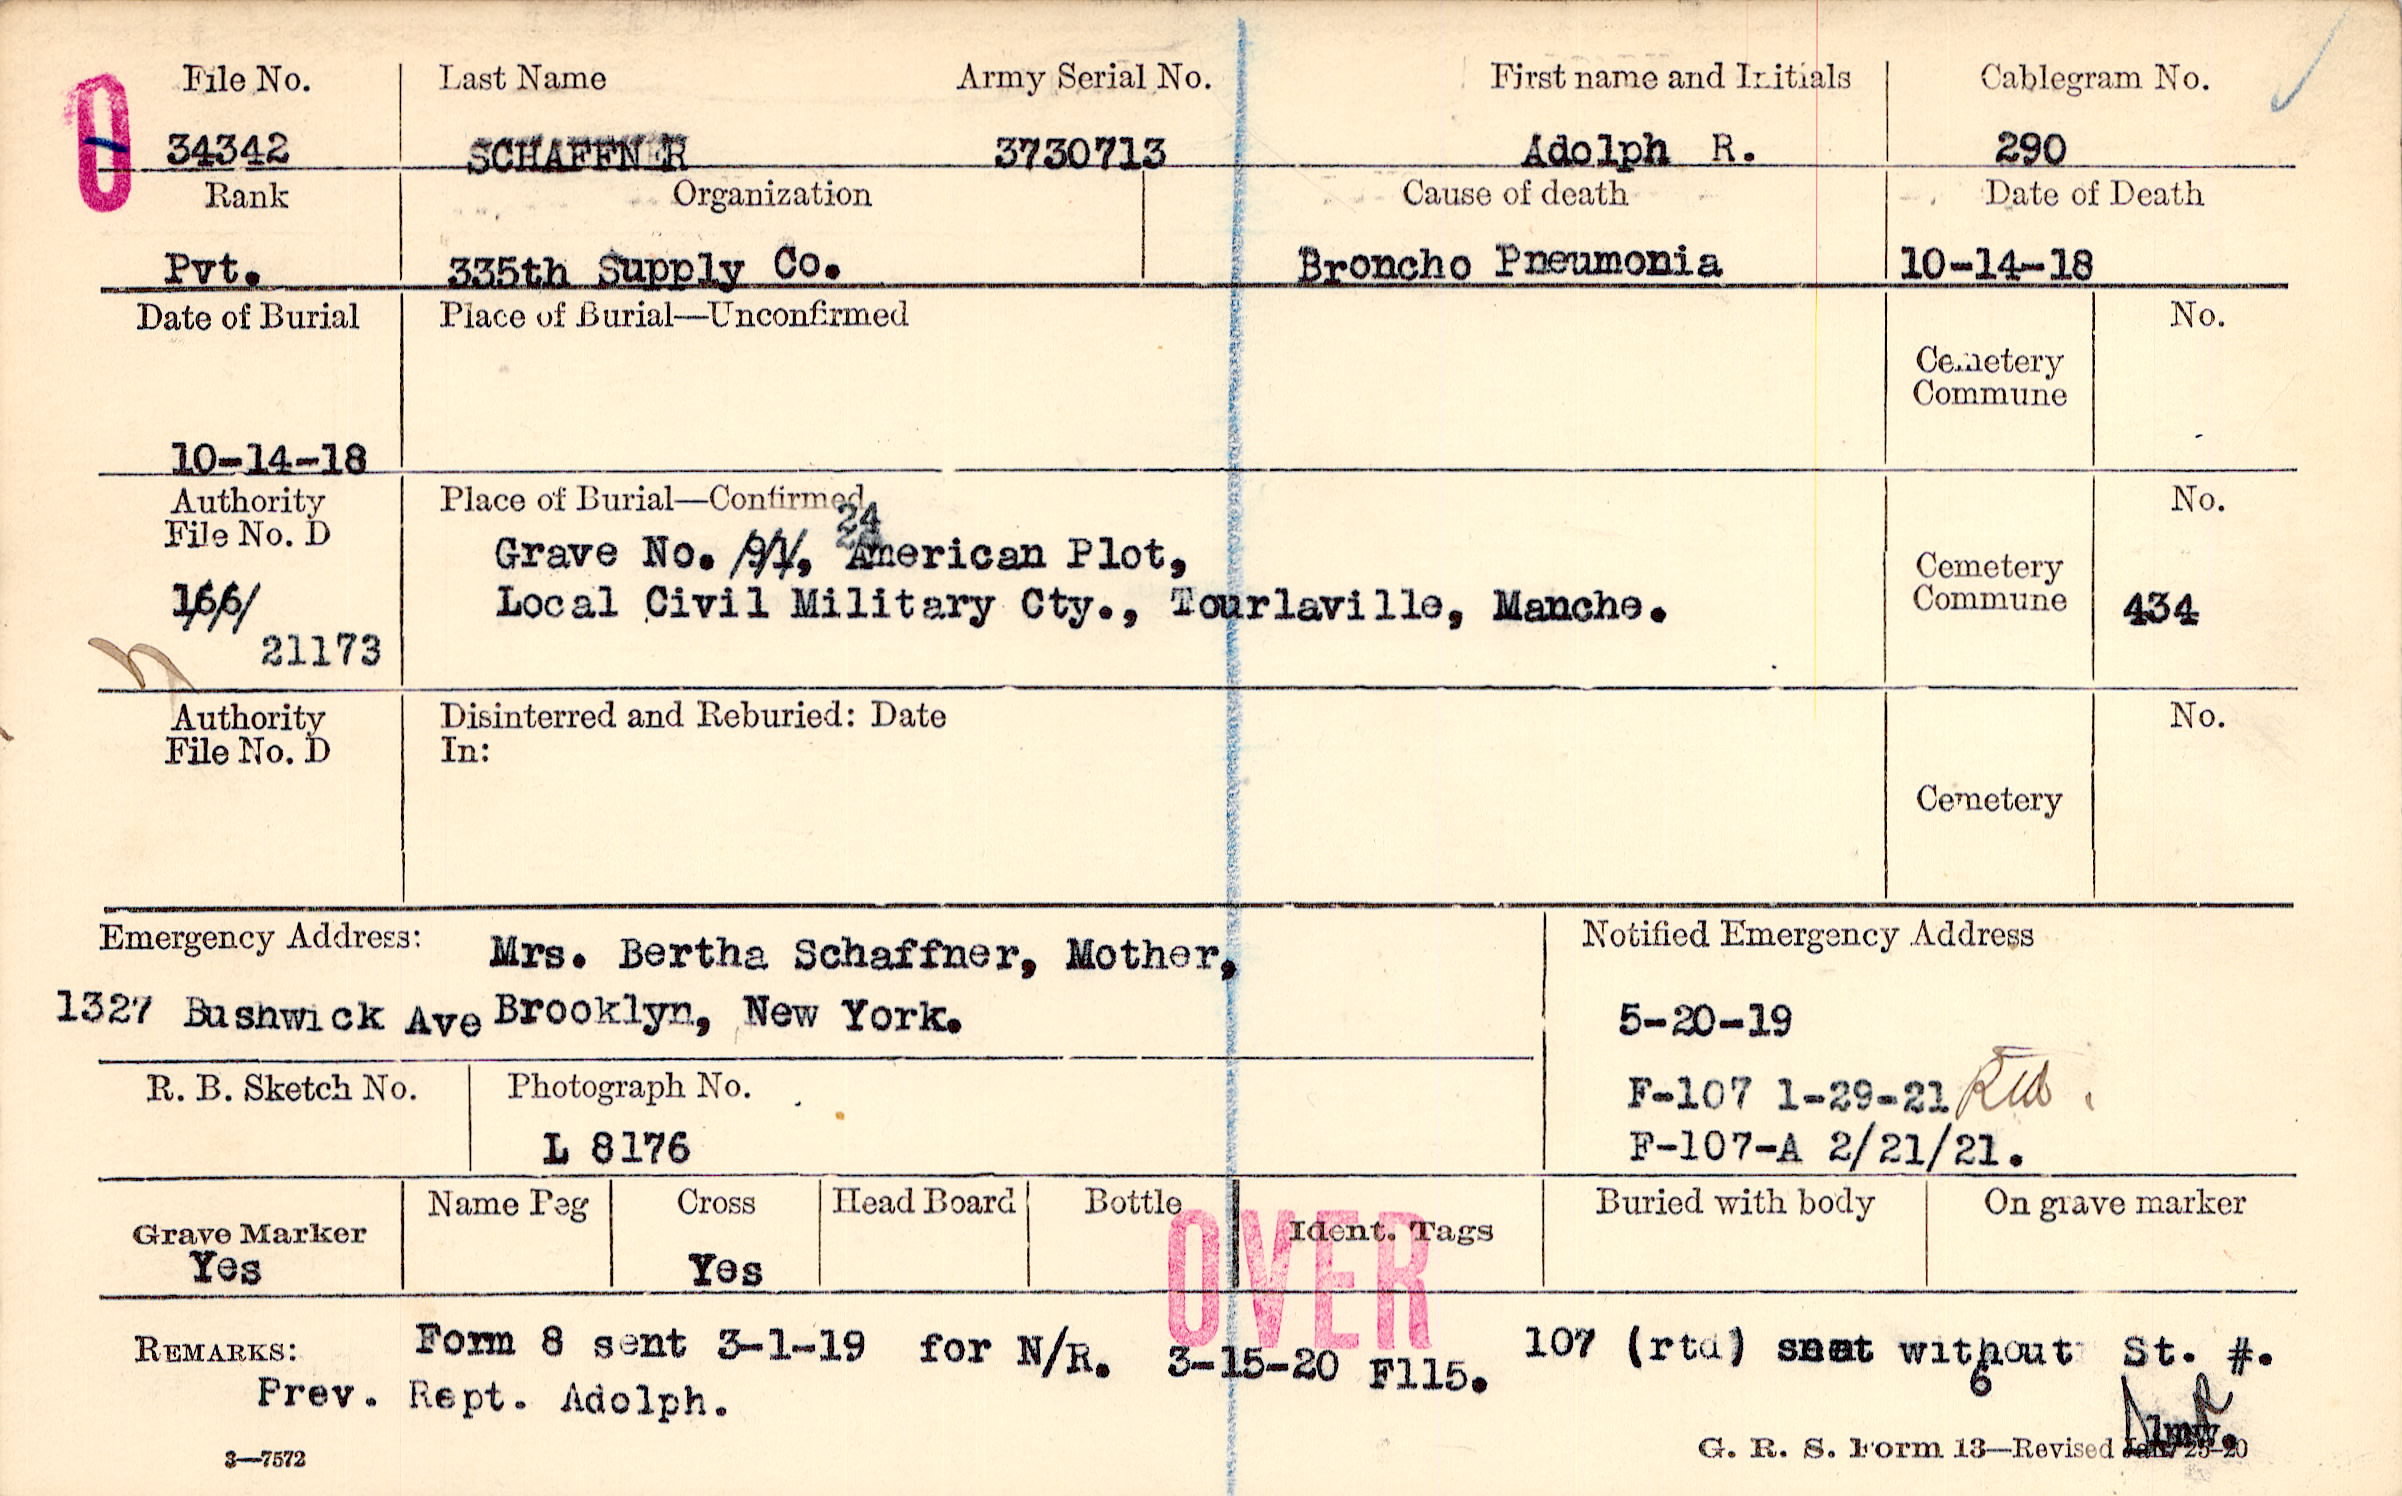 File No. Last Name Army Serial No. First name and Initials Cablegram No.
0 34342 SCHAFFNER 3730713 Adolph R. 290
Rank Organization Cause of death Date of Death
Pvt. 335th Supply Co. Broncho Pneumonia 10-14-18
Date of Burial Place of Burial—Unconfirmed No.
Cemetery
Commune
10-14-18
Authority Place of Burial—Confirmed No.
File No. D
24
Grave No. 91, American Plot,
Cemetery
166 Local Civil Military Cty., Tourlaville, Manche. Commune 434
21173
Authority Disinterred and Reburied: Date No.
File No. D In:
Cemetery
Emergency Address: Mrs. Bertha Schaffner, Mother, Notified Emergency Address
1327 Bushwick Ave Brooklyn, New York. 5-20-19
R. B. Sketch No. Photograph No. F-107 1-29-21
L 8176 F-107-A 2/21/21.
Grave Marker Name Peg Cross Head Board Bottle Ident. Tags Buried with body On grave marker
Yes Yes
OVER
REMARKS: Form 8 sent 3-1-19 for N/R. 3-15-20 F115. 107 (rtd) without St. #.
6
Prev. Rept. Adolph.
3—7572 G. R. S. Form 13—Revised Jan. 25-20